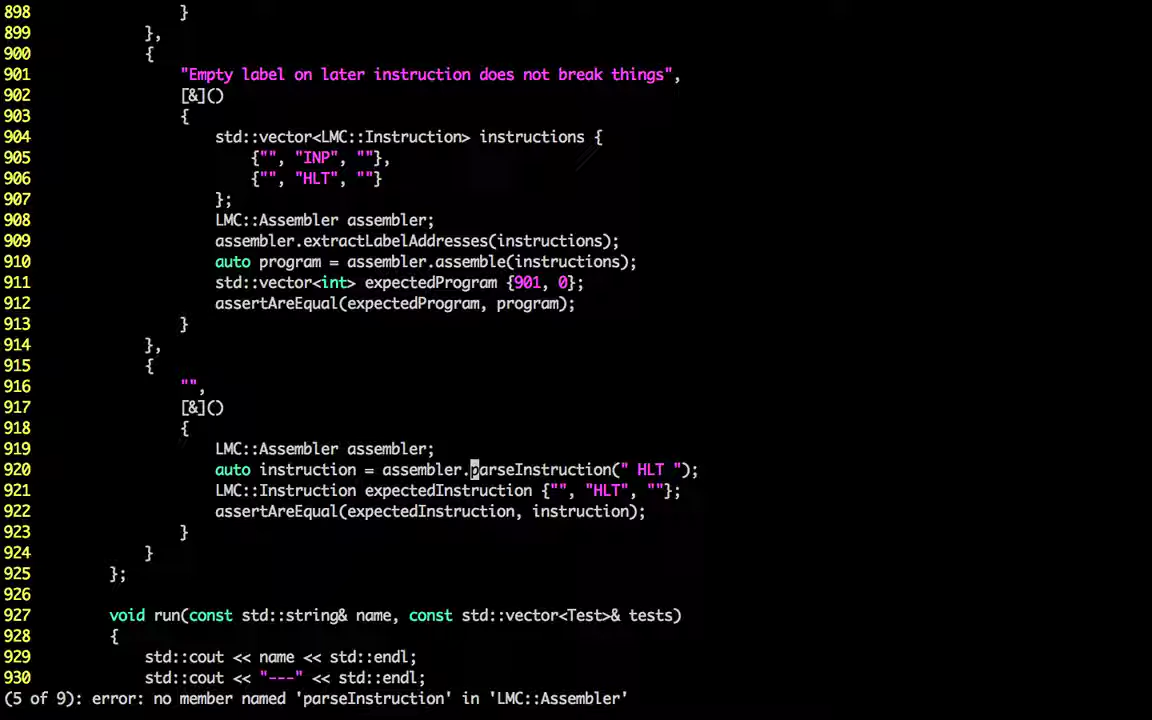 898                 }
899             },
900             {
901                 "Empty label on later instruction does not break things",
902                 [&]()
903                 {
904                     std::vector<LMC::Instruction> instructions {
905                         {"", "INP", ""},
906                         {"", "HLT", ""}
907                     };
908                     LMC::Assembler assembler;
909                     assembler.extractLabelAddresses(instructions);
910                     auto program = assembler.assemble(instructions);
911                     std::vector<int> expectedProgram {901, 0};
912                     assertAreEqual(expectedProgram, program);
913                 }
914             },
915             {
916                 "",
917                 [&]()
918                 {
919                     LMC::Assembler assembler;
920                     auto instruction = assembler.parseInstruction(" HLT ");
921                     LMC::Instruction expectedInstruction {"", "HLT", ""};
922                     assertAreEqual(expectedInstruction, instruction);
923                 }
924             }
925         };
926
927         void run(const std::string& name, const std::vector<Test>& tests)
928         {
929             std::cout << name << std::endl;
930             std::cout << "---" << std::endl;
(5 of 9): error: no member named 'parseInstruction' in 'LMC::Assembler'